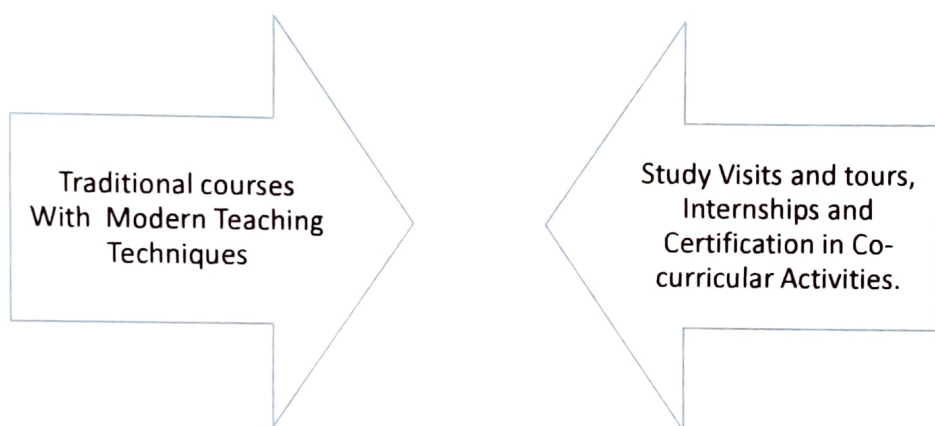 Traditional courses
With Modern Teaching
Techniques
Study Visits and tours,
Internships and
Certification in Co-
curricular Activities.